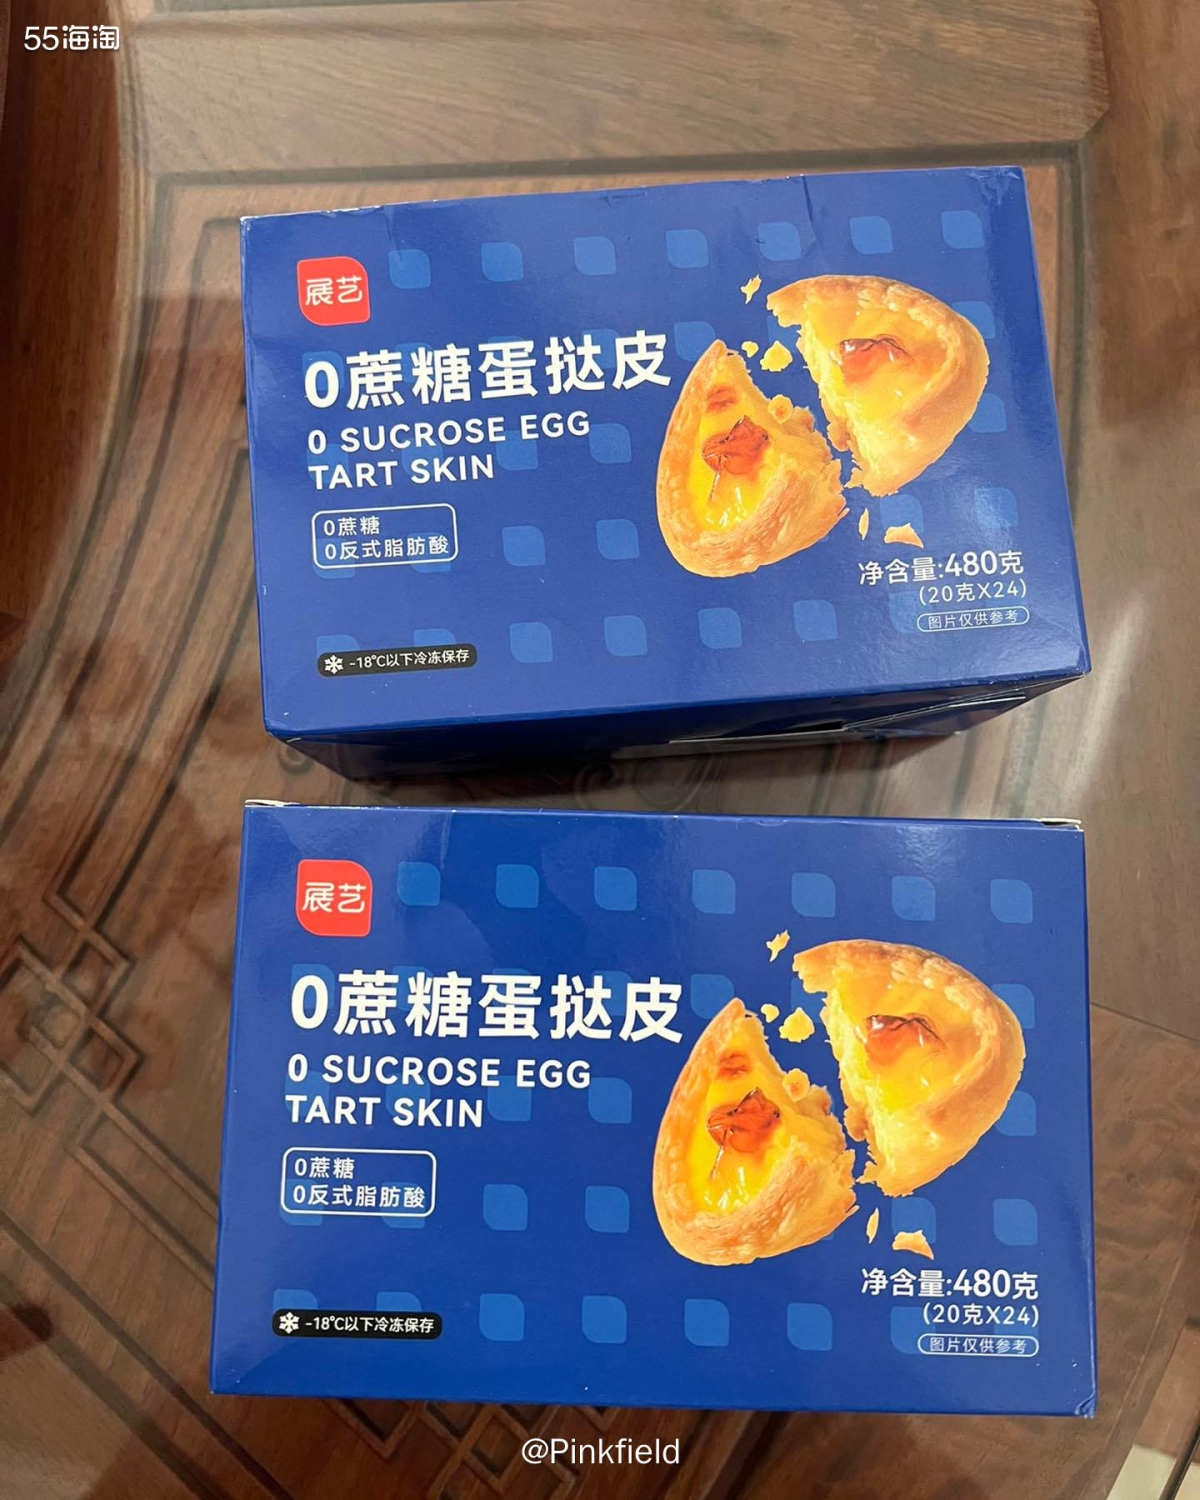 55海淘
展艺
0蔗糖蛋挞皮
0 SUCROSE EGG
TART SKIN
0蔗糖
0反式脂肪酸
净含量:480克
(20克X24)
图片仅供参考
-18℃以下冷冻保存
展艺
0蔗糖蛋挞皮
0 SUCROSE EGG
TART SKIN
0蔗糖
0反式脂肪酸
净含量:480克
(20克X24)
图片仅供参考
-18℃以下冷冻保存
@Pinkfield